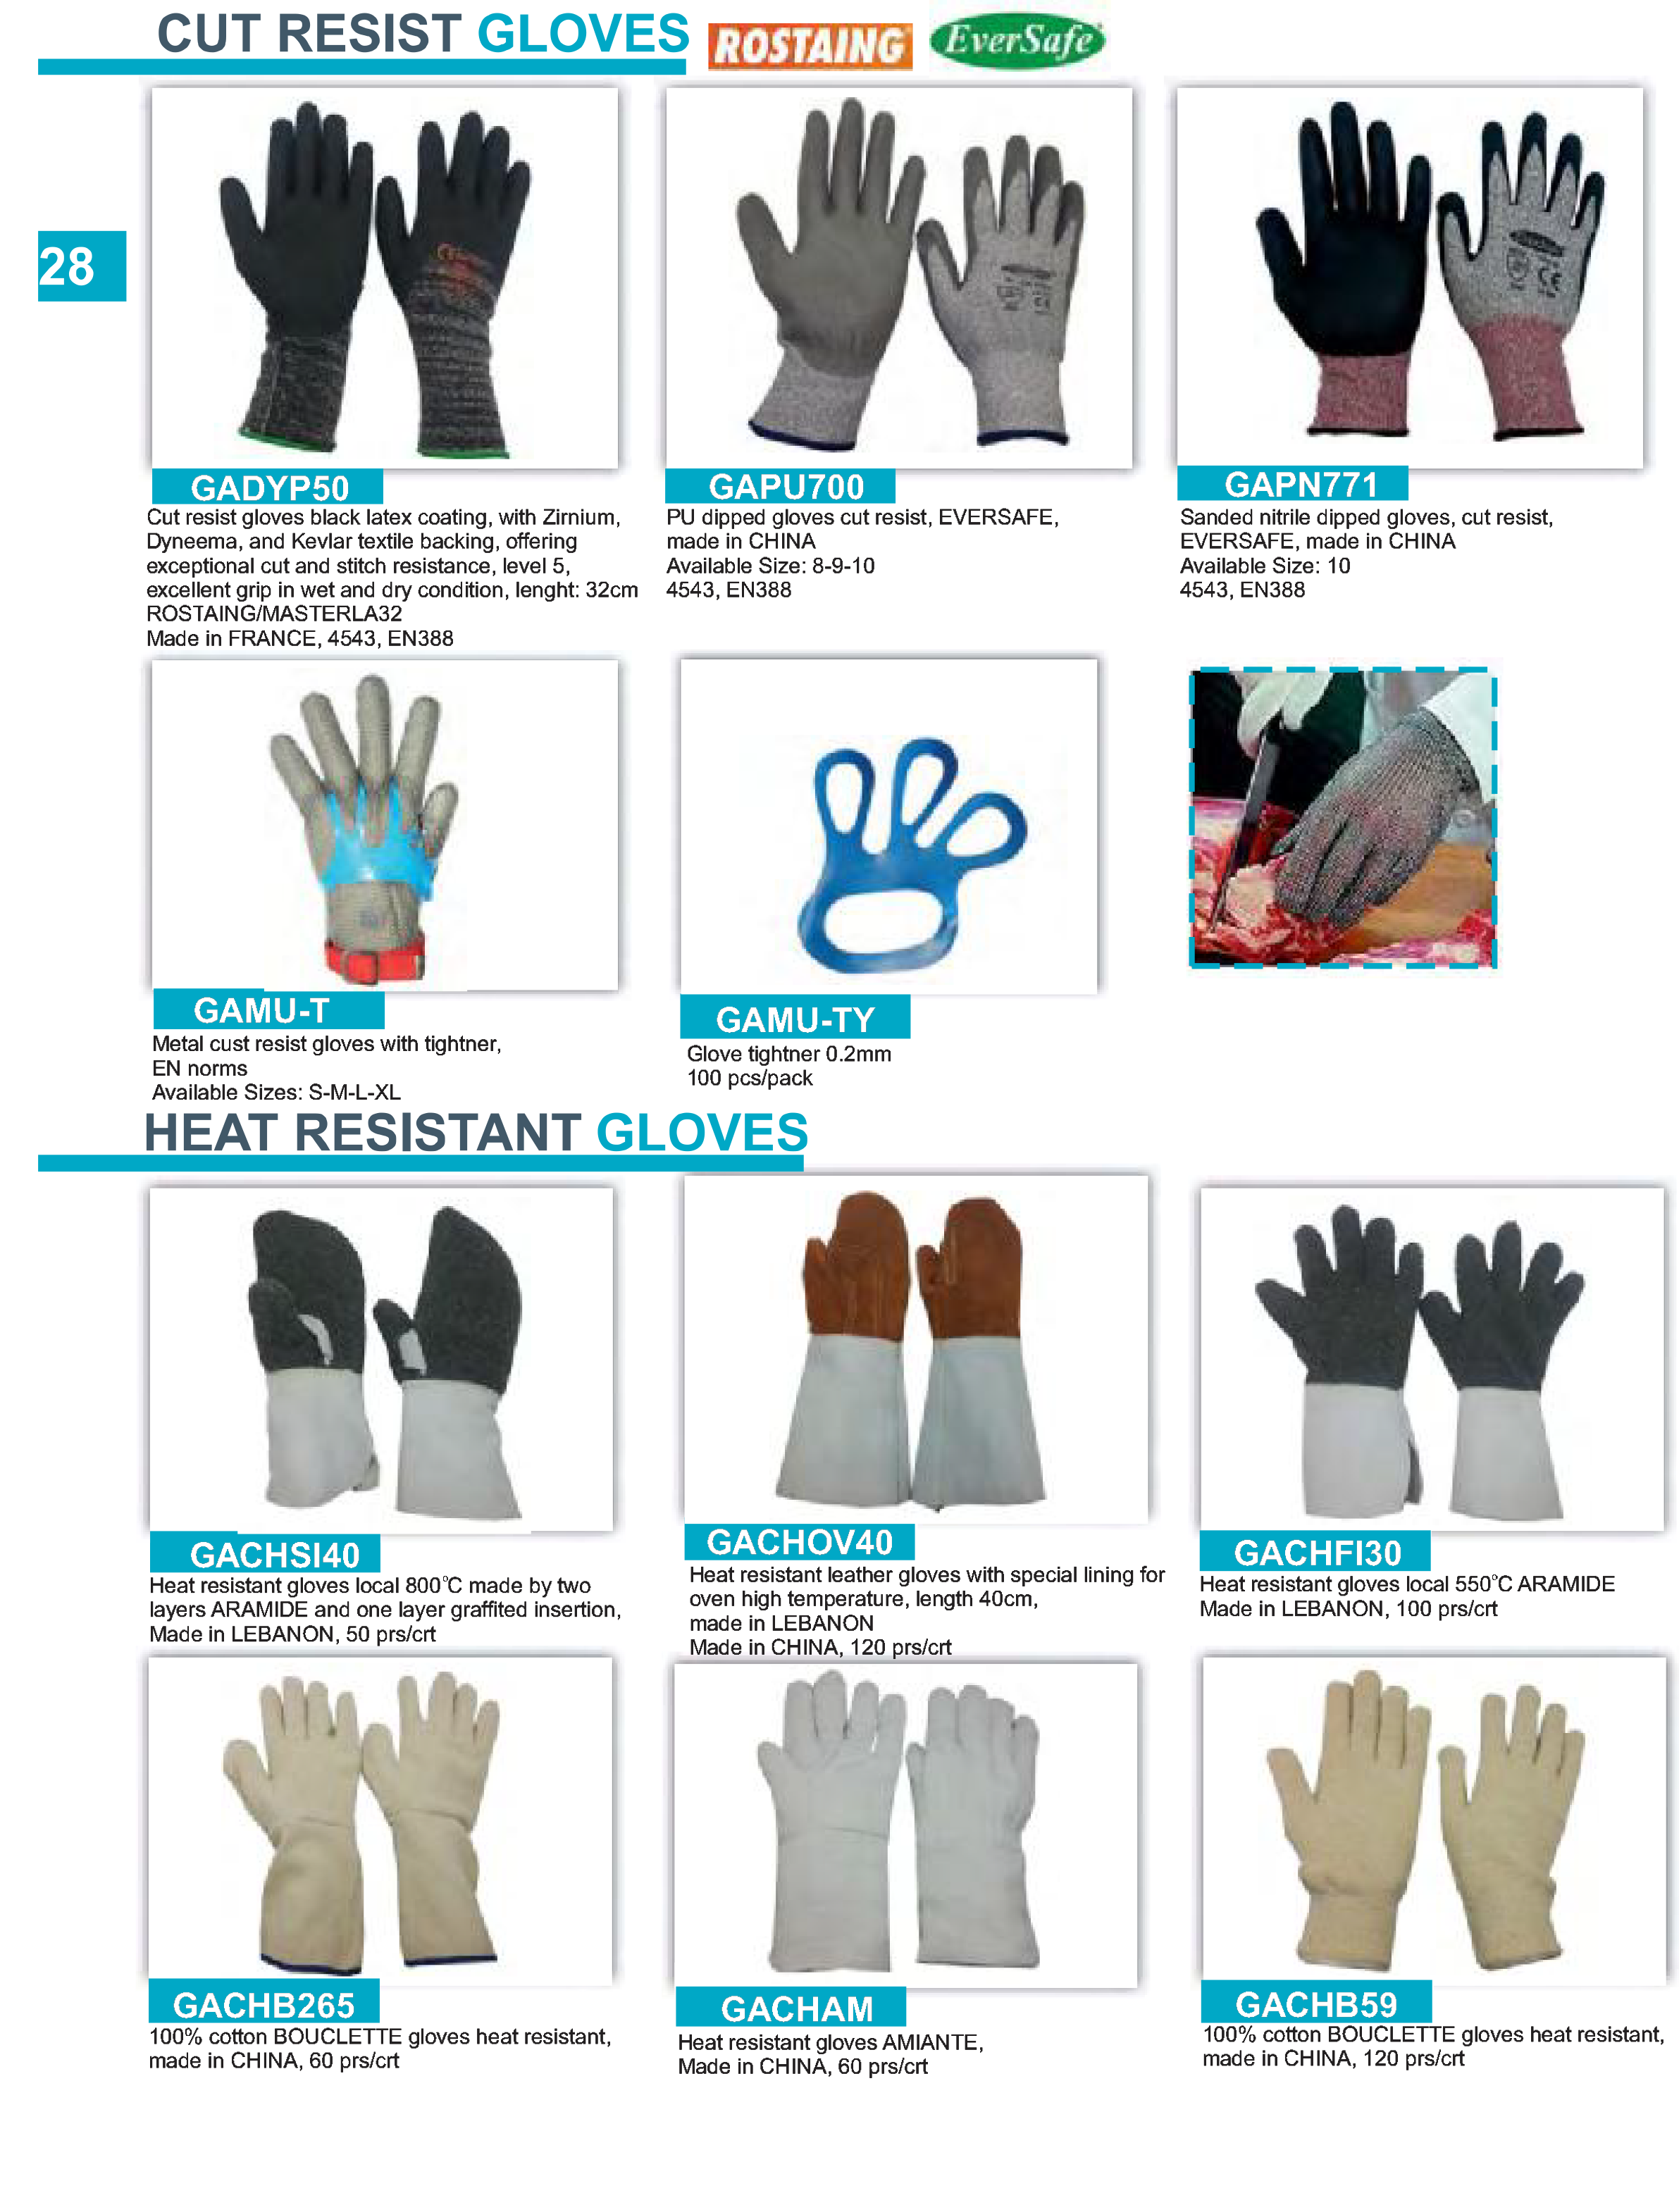 CUT RESIST GLOVES
ROSTAING
EverSafe
28
GADYP50
Cut resist gloves black latex coating, with Zirnium,
Dyneema, and Kevlar textile backing, offering
exceptional cut and stitch resistance, level 5,
excellent grip in wet and dry condition, lenght: 32cm
ROSTAING/MASTERLA32
Made in FRANCE, 4543, EN388
GAPU700
PU dipped gloves cut resist, EVERSAFE,
made in CHINA
Available Size: 8-9-10
4543, EN388
GAPN771
Sanded nitrile dipped gloves, cut resist,
EVERSAFE, made in CHINA
Available Size: 10
4543, EN388
GAMU-T
Metal cust resist gloves with tightner,
EN norms
Available Sizes: S-M-L-XL
GAMU-TY
Glove tightner 0.2mm
100 pcs/pack
HEAT RESISTANT GLOVES
GACHSI40
Heat resistant gloves local 800°C made by two
layers ARAMIDE and one layer graffited insertion,
Made in LEBANON, 50 prs/crt
GACHOV40
Heat resistant leather gloves with special lining for
oven high temperature, length 40cm,
made in LEBANON
Made in CHINA, 120 prs/crt
GACHFI30
Heat resistant gloves local 550°C ARAMIDE
Made in LEBANON, 100 prs/crt
GACHB265
100% cotton BOUCLETTE gloves heat resistant,
made in CHINA, 60 prs/crt
GACHAM
Heat resistant gloves AMIANTE,
Made in CHINA, 60 prs/crt
GACHB59
100% cotton BOUCLETTE gloves heat resistant,
made in CHINA, 120 prs/crt